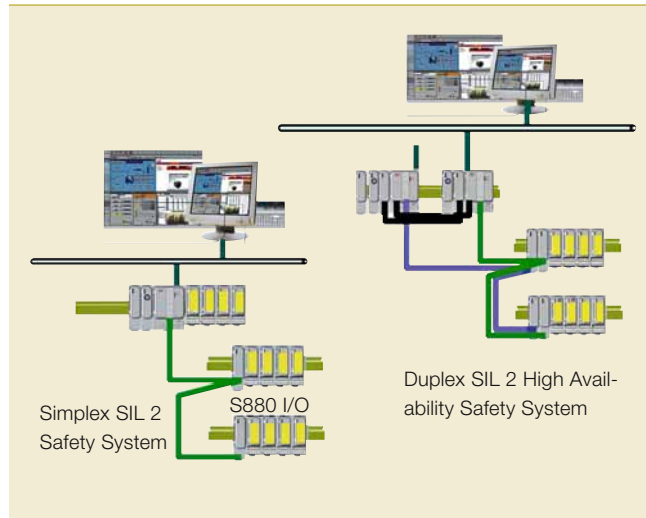 Simplex SIL 2
Safety System
S880 I/O
Duplex SIL 2 High Avail-
ability Safety System